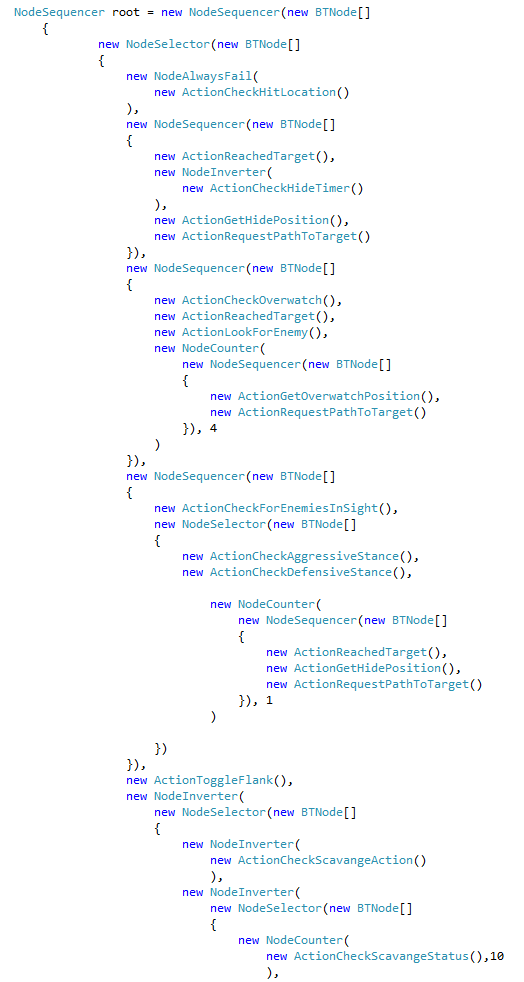 NodeSequencer root = new NodeSequencer(new BTNode[]
{
new NodeSelector(new BTNode[]
{
new NodeAlwaysFail(
new ActionCheckHitLocation()
),
new NodeSequencer(new BTNode[]
{
new ActionReachedTarget(),
new NodeInverter(
new ActionCheckHideTimer()
),
new ActionGetHidePosition(),
new ActionRequestPathToTarget()
}),
new NodeSequencer(new BTNode[]
{
new ActionCheckOverwatch(),
new ActionReachedTarget(),
new ActionLookForEnemy(),
new NodeCounter(
new NodeSequencer(new BTNode[]
{
new ActionGetOverwatchPosition(),
new ActionRequestPathToTarget()
}), 4
)
}),
new NodeSequencer(new BTNode[]
{
new ActionCheckForEnemiesInSight(),
new NodeSelector(new BTNode[]
{
new ActionCheckAggressiveStance(),
new ActionCheckDefensiveStance(),
new NodeCounter(
new NodeSequencer(new BTNode[]
{
new ActionReachedTarget(),
new ActionGetHidePosition(),
new ActionRequestPathToTarget()
}), 1
)
})
}),
new ActionToggleFlank(),
new NodeInverter(
new NodeSelector(new BTNode[]
{
new NodeInverter(
new ActionCheckScavangeAction()
),
new NodeInverter(
new NodeSelector(new BTNode[]
{
new NodeCounter(
new ActionCheckScavangeStatus(),10
),